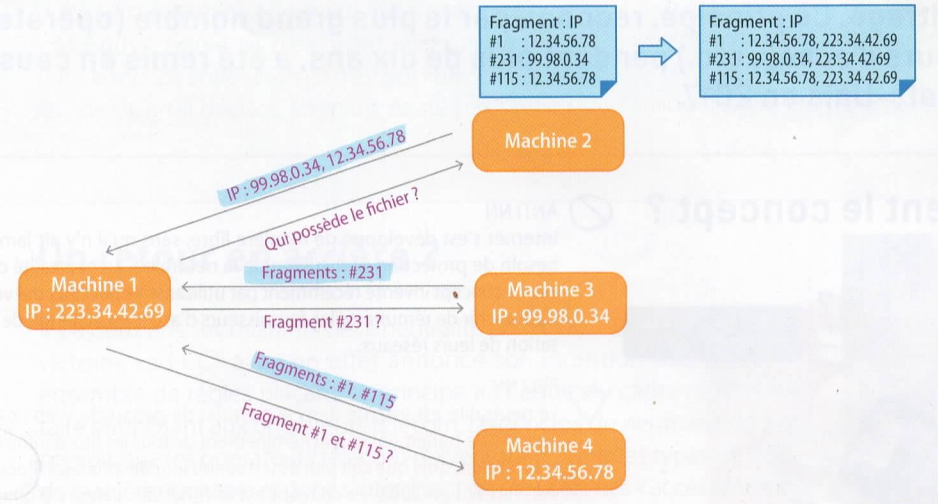 Fragment : IP
#1 : 12.34.56.78
#231 : 99.98.0.34
#115 : 12.34.56.78
Fragment : IP
#1 : 12.34.56.78, 223.34.42.69
#231 : 99.98.0.34, 223.34.42.69
#115 : 12.34.56.78, 223.34.42.69
Machine 2
IP : 99.98.0.34, 12.34.56.78
Qui possède le fichier ?
Machine 1
IP : 223.34.42.69
Fragments : #231
Fragment #231 ?
Machine 3
IP : 99.98.0.34
Fragments : #1, #115
Fragment #1 et #115 ?
Machine 4
IP : 12.34.56.78